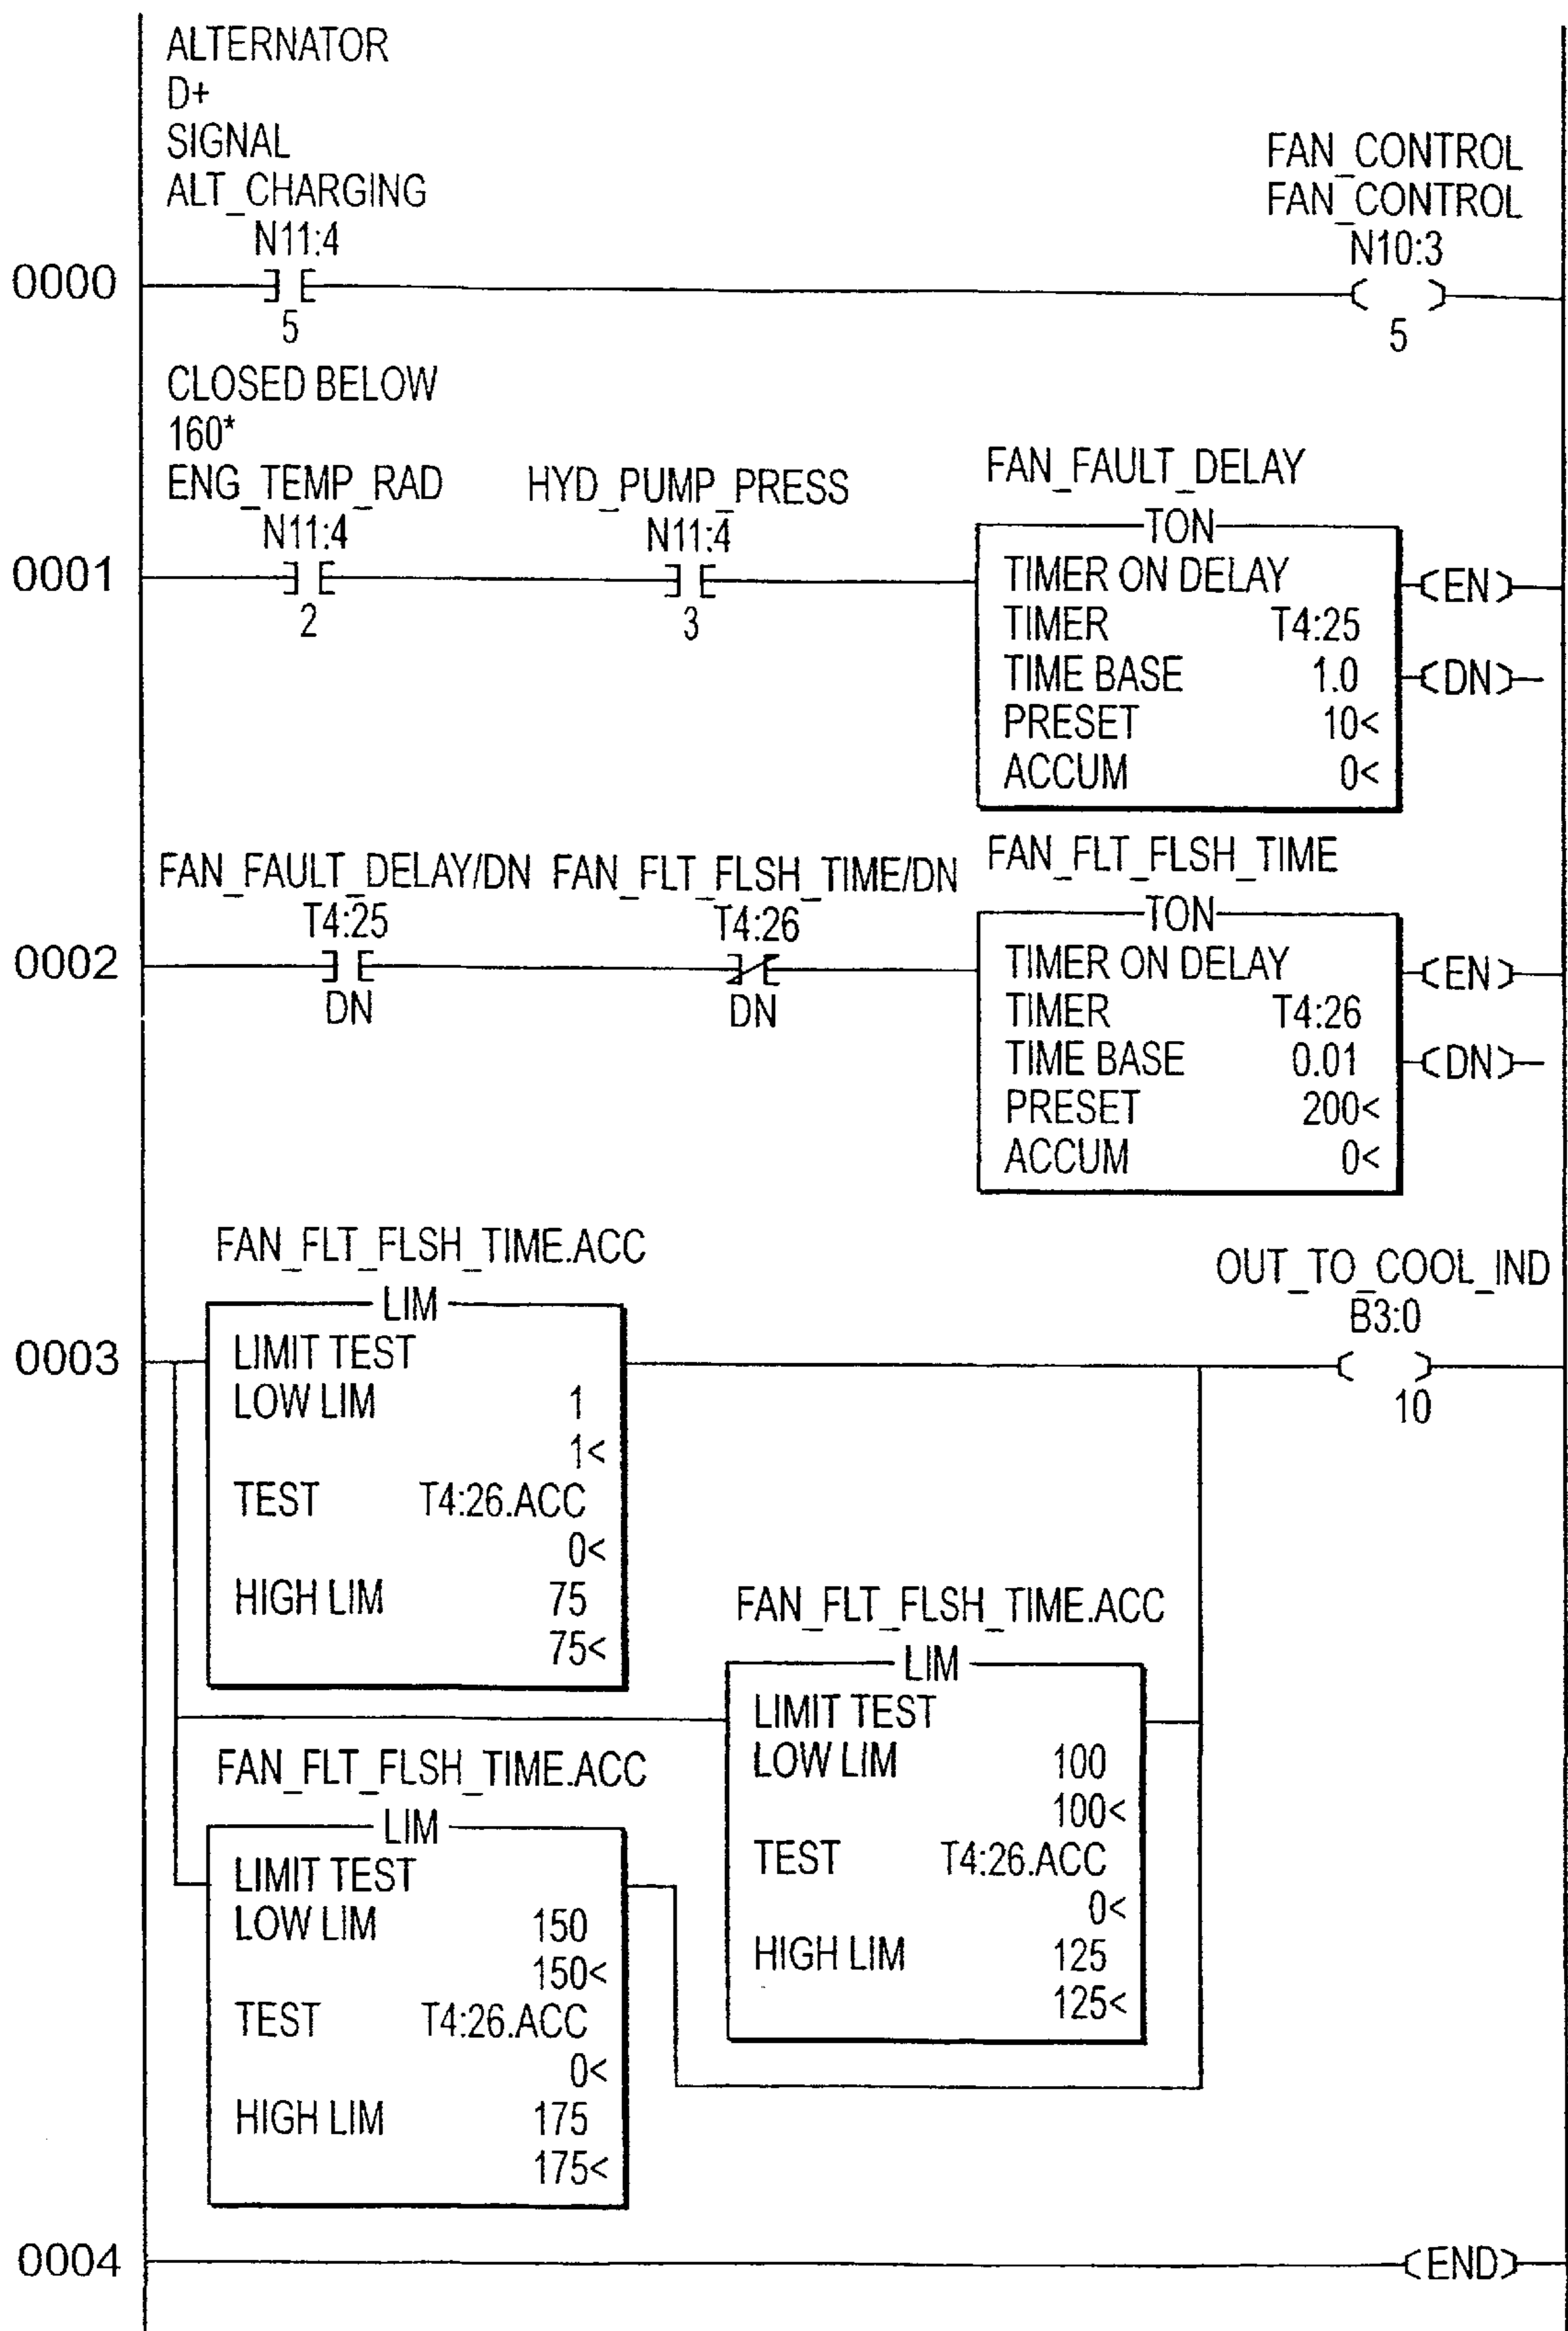 ALTERNATOR
D+
SIGNAL
ALT_CHARGING
N11:4
5
FAN_CONTROL
FAN_CONTROL
N10:3
5
0000
CLOSED BELOW
160*
ENG_TEMP_RAD
N11:4
2
HYD_PUMP_PRESS
N11:4
3
0001
FAN_FAULT_DELAY
TON
TIMER ON DELAY
TIMER T4:25
TIME BASE 1.0
PRESET 10<
ACCUM 0<
EN
DN
FAN_FAULT_DELAY/DN
T4:25
DN
FAN_FLT_FLSH_TIME/DN
T4:26
DN
0002
FAN_FLT_FLSH_TIME
TON
TIMER ON DELAY
TIMER T4:26
TIME BASE 0.01
PRESET 200<
ACCUM 0<
EN
DN
FAN_FLT_FLSH_TIME.ACC
0003
LIM
LIMIT TEST
LOW LIM 1
1<
TEST T4:26.ACC
0<
HIGH LIM 75
75<
OUT_TO_COOL_IND
B3:0
10
FAN_FLT_FLSH_TIME.ACC
LIM
LIMIT TEST
LOW LIM 100
100<
TEST T4:26.ACC
0<
HIGH LIM 125
125<
FAN_FLT_FLSH_TIME.ACC
LIM
LIMIT TEST
LOW LIM 150
150<
TEST T4:26.ACC
0<
HIGH LIM 175
175<
0004
END